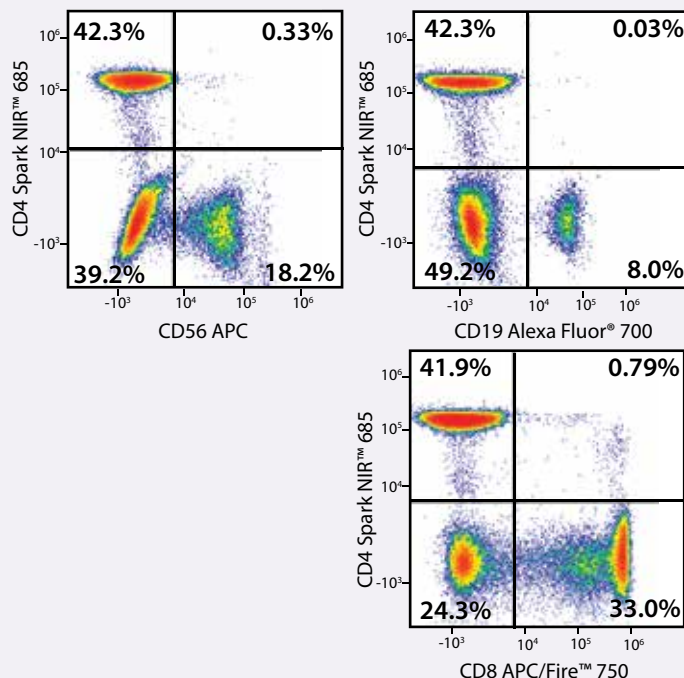 42.3% 0.33%
10⁶
10⁵
10⁴
-10³
CD4 Spark NIR™ 685
39.2% 18.2%
-10³ 10⁴ 10⁵ 10⁶
CD56 APC
42.3% 0.03%
10⁶
10⁵
10⁴
-10³
CD4 Spark NIR™ 685
49.2% 8.0%
-10³ 10⁴ 10⁵ 10⁶
CD19 Alexa Fluor® 700
41.9% 0.79%
10⁶
10⁵
10⁴
-10³
CD4 Spark NIR™ 685
24.3% 33.0%
-10³ 10⁴ 10⁵ 10⁶
CD8 APC/Fire™ 750